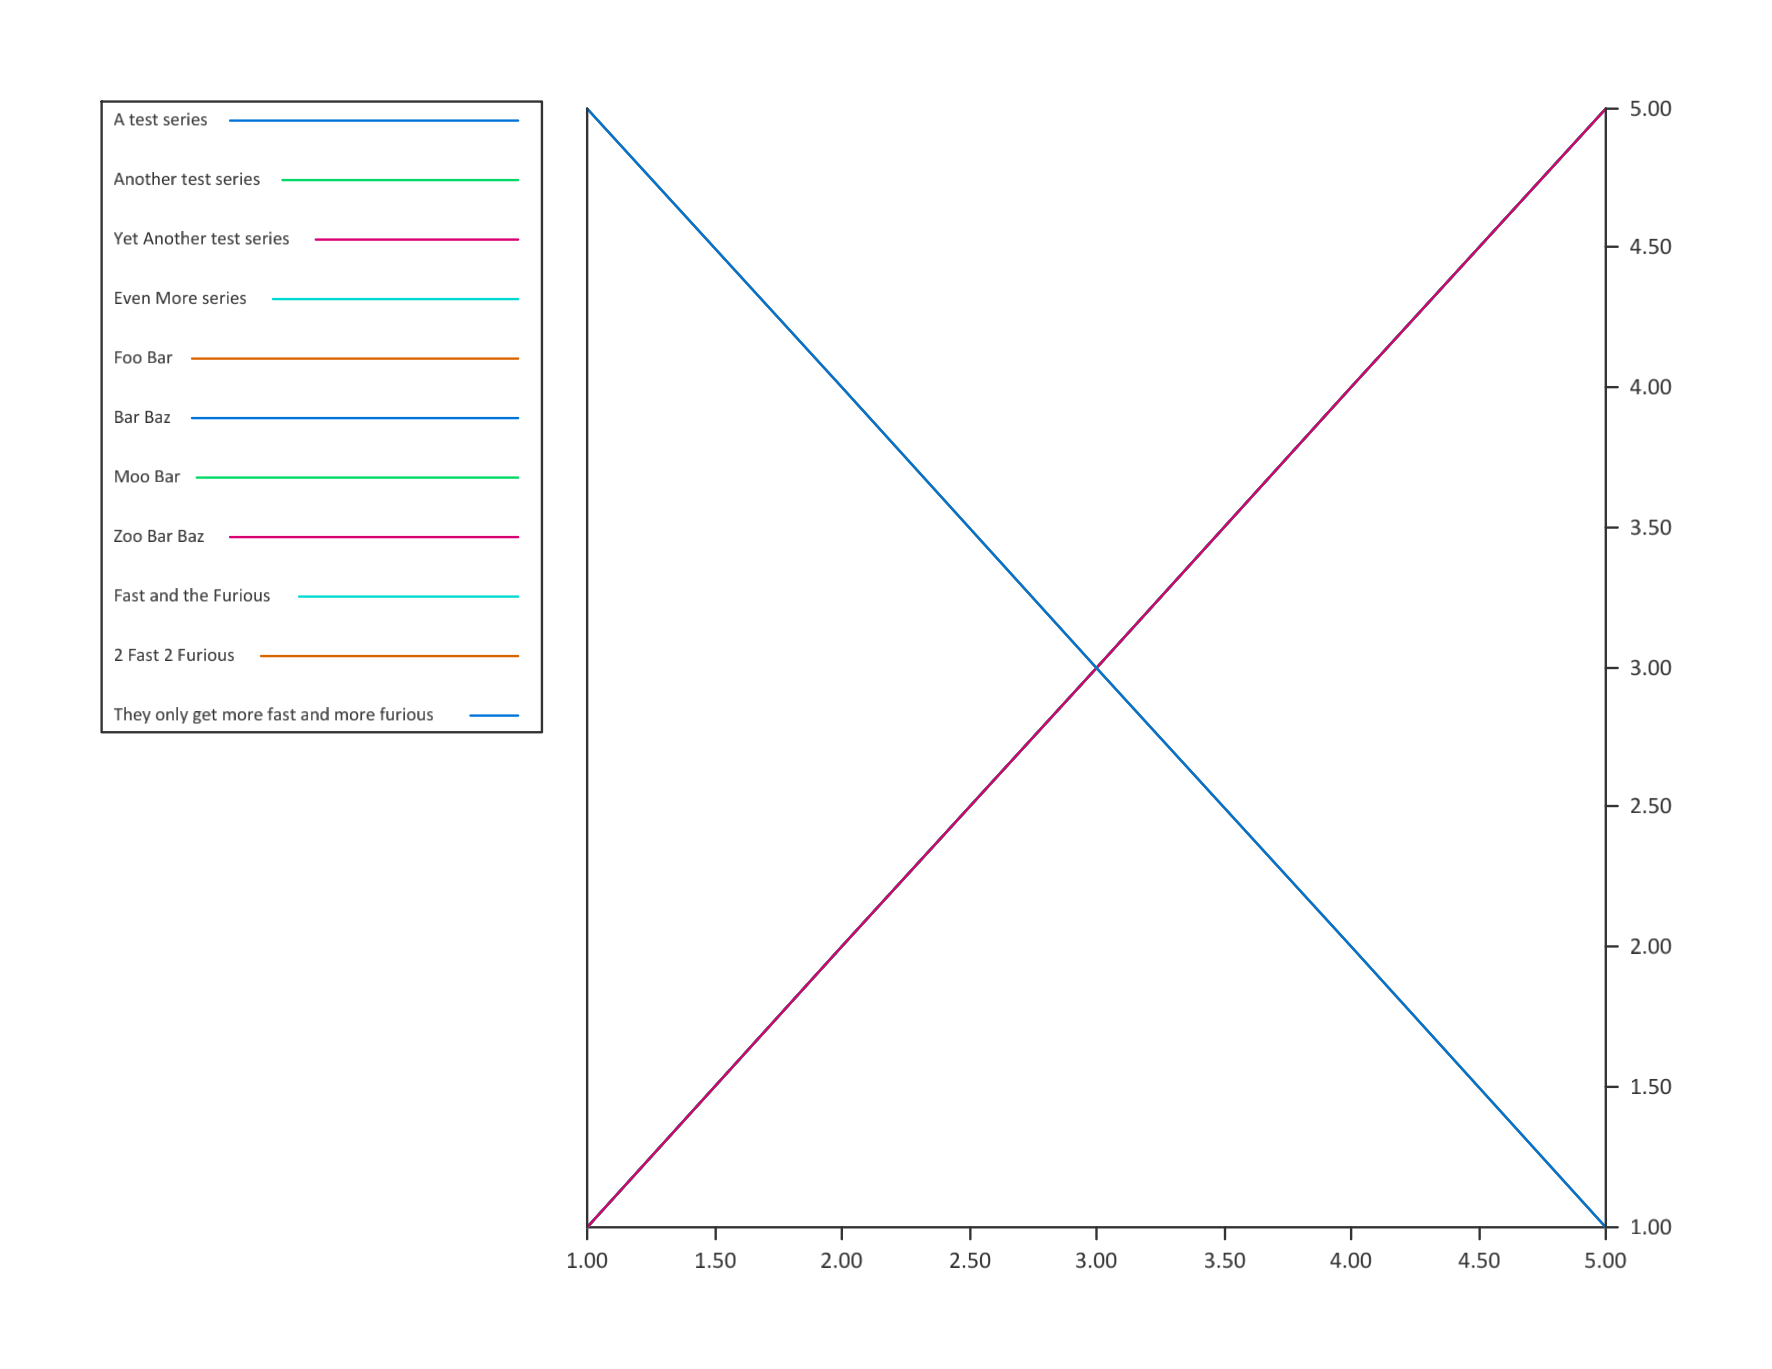 A test series
Another test series
Yet Another test series
Even More series
Foo Bar
Bar Baz
Moo Bar
Zoo Bar Baz
Fast and the Furious
2 Fast 2 Furious
They only get more fast and more furious
5.00
4.50
4.00
3.50
3.00
2.50
2.00
1.50
1.00
1.00 1.50 2.00 2.50 3.00 3.50 4.00 4.50 5.00